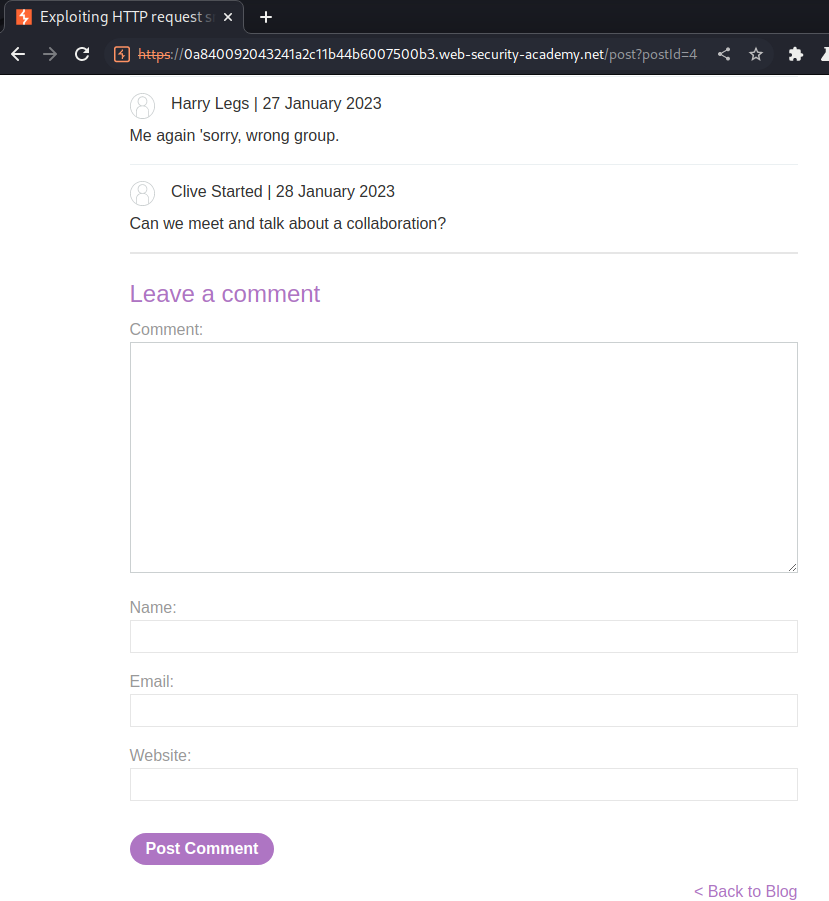 Exploiting HTTP request s
https://0a840092043241a2c11b44b6007500b3.web-security-academy.net/post?postId=4
Harry Legs | 27 January 2023
Me again 'sorry, wrong group.
Clive Started | 28 January 2023
Can we meet and talk about a collaboration?
Leave a comment
Comment:
Name:
Email:
Website:
Post Comment
< Back to Blog